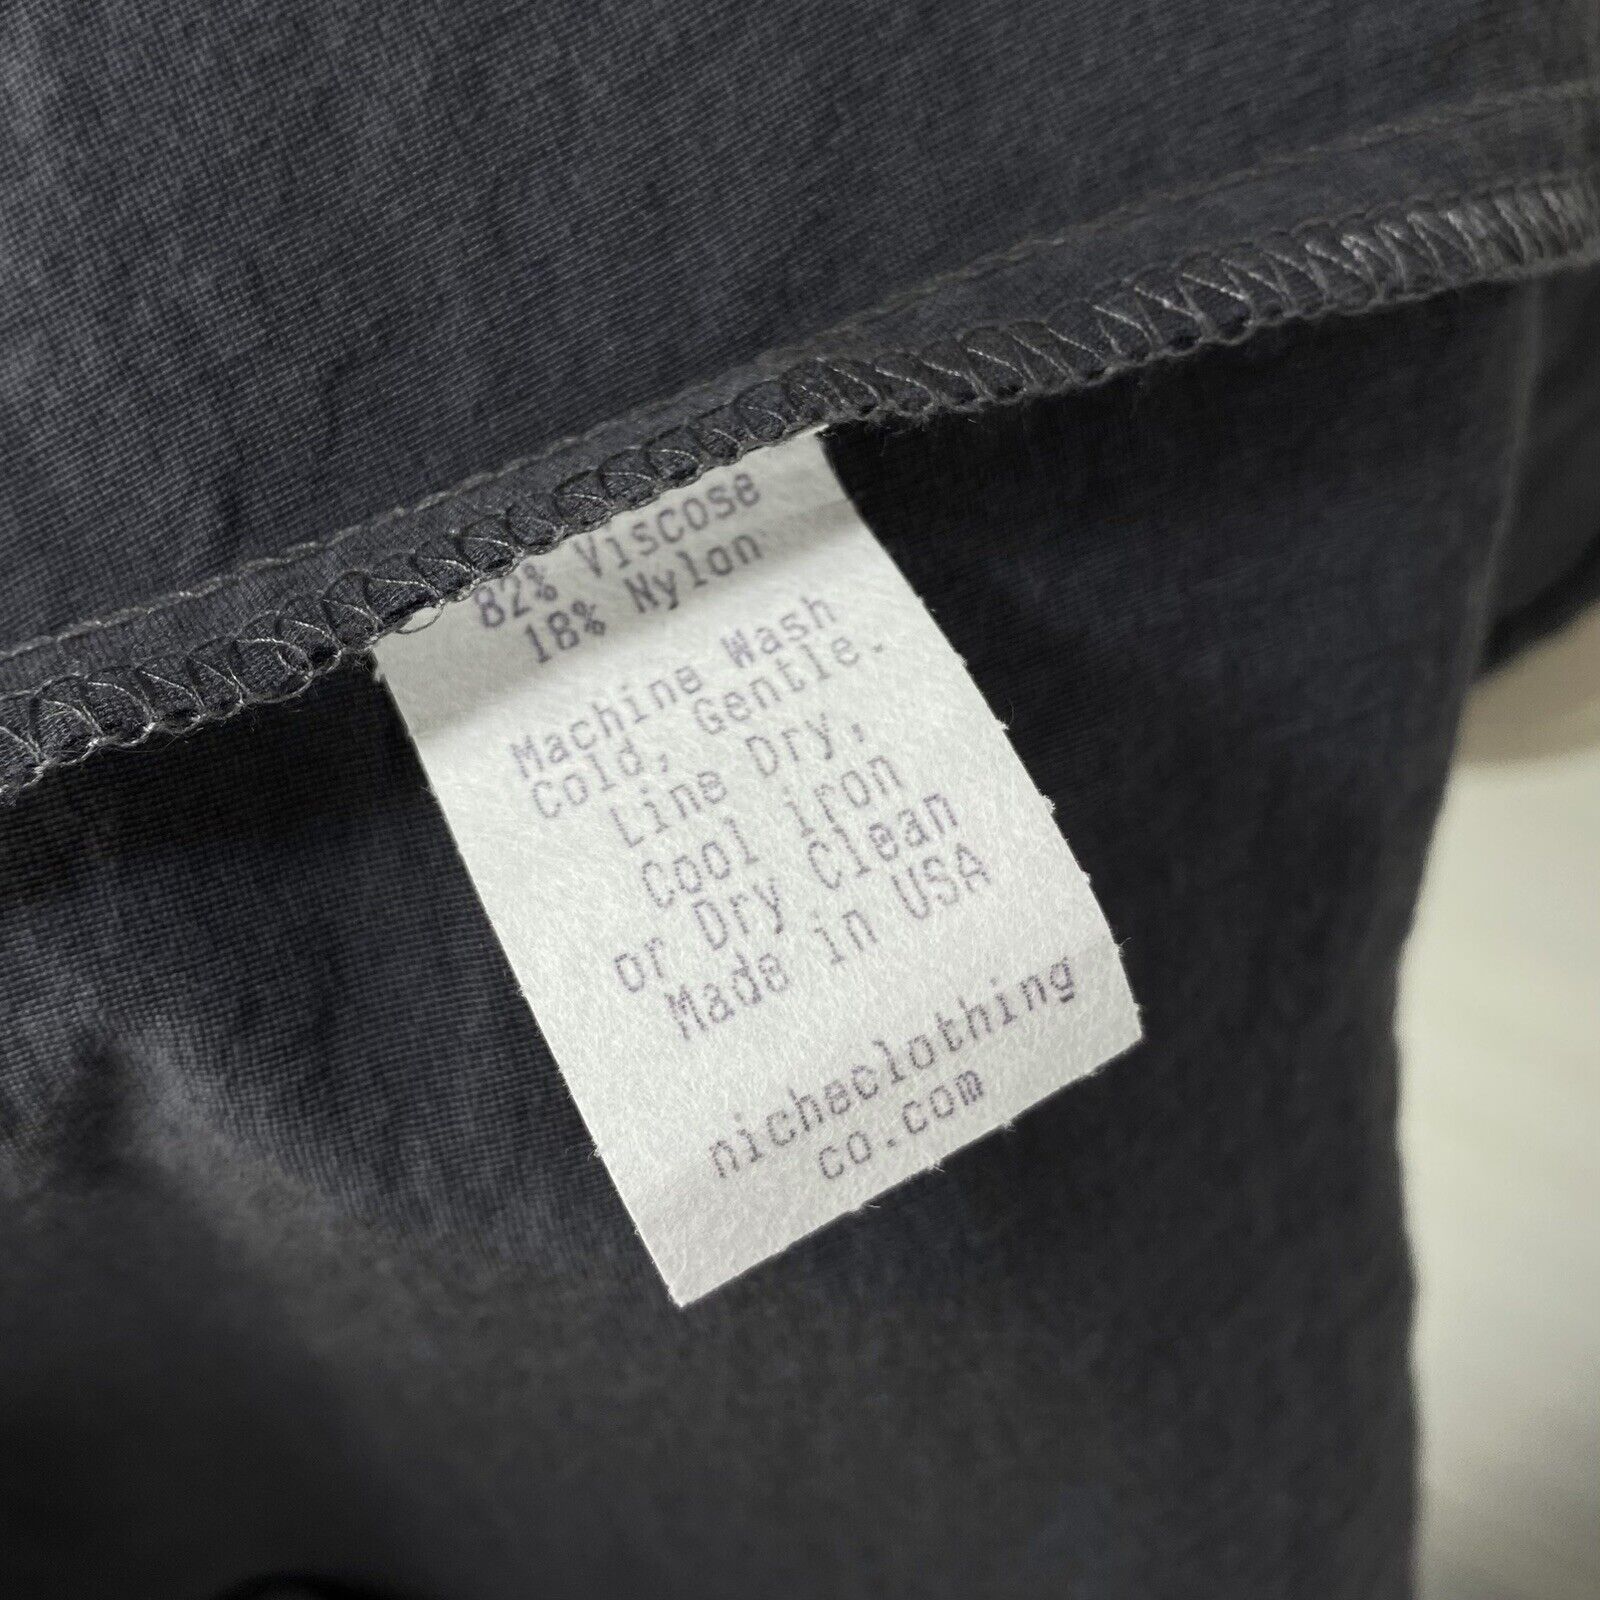 82% Viscose
18% Nylon
Machine Wash
Cold, Gentle.
Line Dry,
Cool iron
or Dry Clean
Made in USA
nicheclothing
co.com